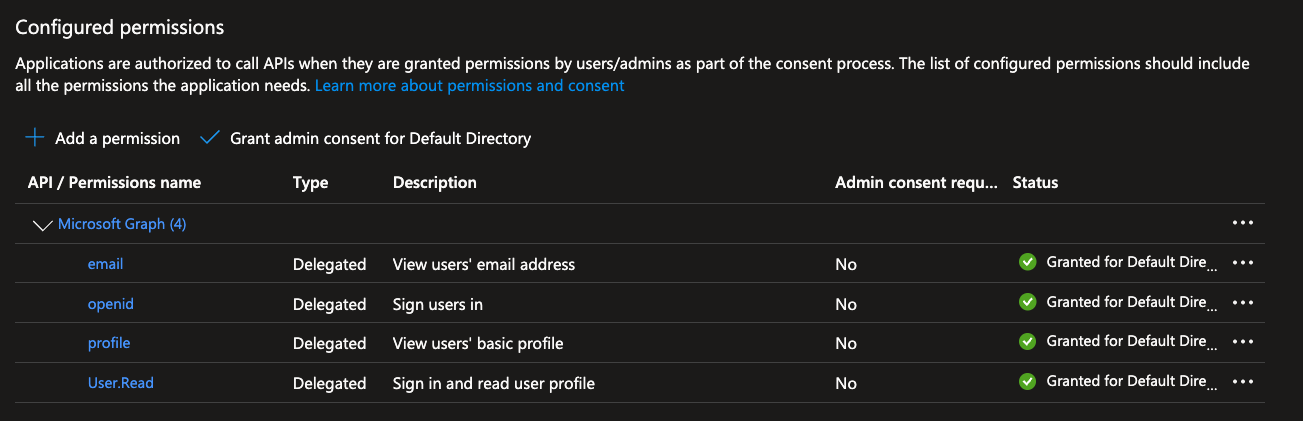 Configured permissions
Applications are authorized to call APIs when they are granted permissions by users/admins as part of the consent process. The list of configured permissions should include
all the permissions the application needs. Learn more about permissions and consent
Add a permission Grant admin consent for Default Directory
API / Permissions name Type Description Admin consent requ... Status
Microsoft Graph (4) ...
email Delegated View users' email address No Granted for Default Dire... ...
openid Delegated Sign users in No Granted for Default Dire... ...
profile Delegated View users' basic profile No Granted for Default Dire... ...
User.Read Delegated Sign in and read user profile No Granted for Default Dire... ...